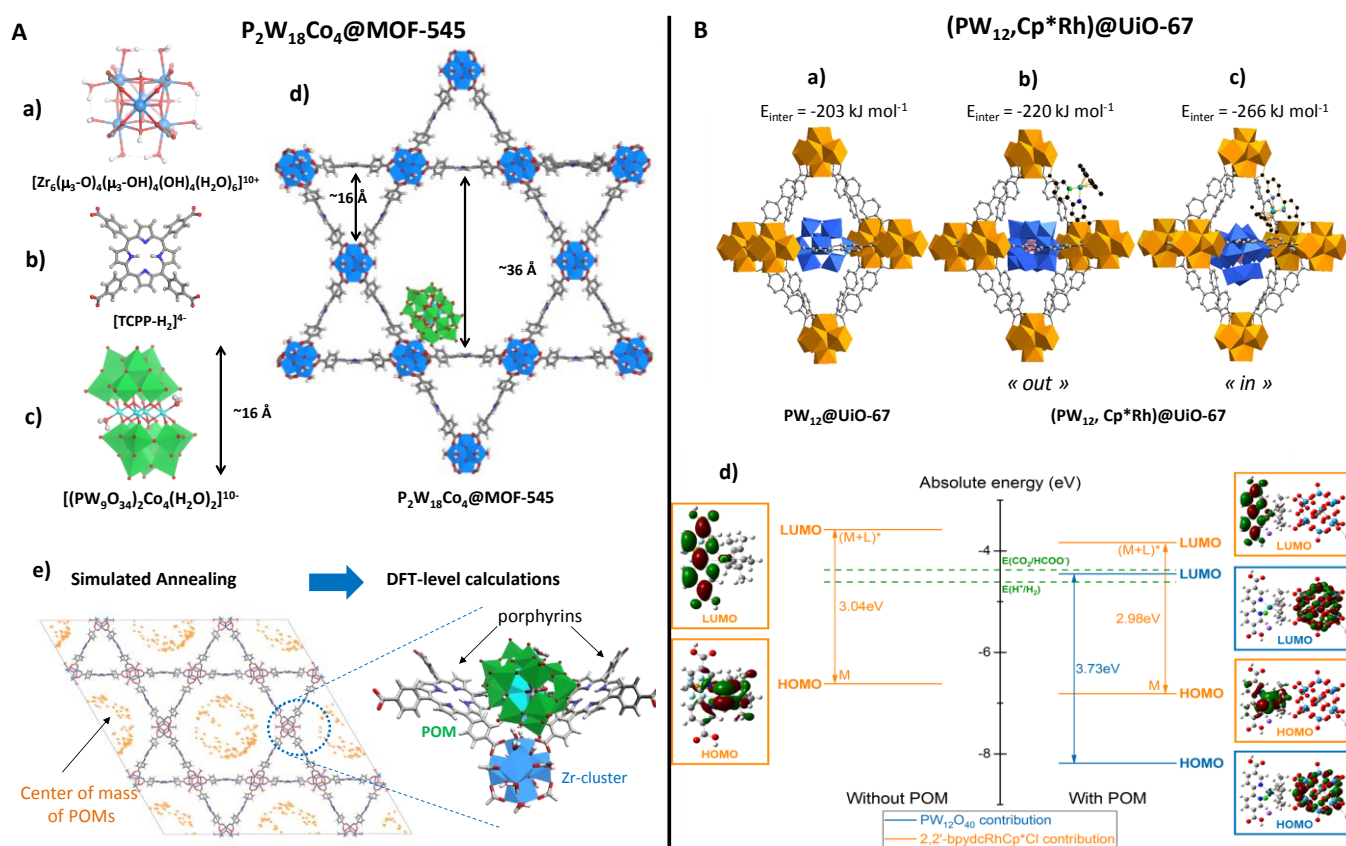 A
P₂W₁₈Co₄@MOF-545
a)
[Zr₆(μ₃-O)₄(μ₃-OH)₄(OH)₄(H₂O)₆]¹⁰⁺
b)
[TCPP-H₂]⁴⁻
c)
~16 Å
[(PW₉O₃₄)₂Co₄(H₂O)₂]¹⁰⁻
d)
~16 Å
~36 Å
P₂W₁₈Co₄@MOF-545
e)
Simulated Annealing
DFT-level calculations
porphyrins
POM
Zr-cluster
Center of mass
of POMs
B
(PW₁₂,Cp*Rh)@UiO-67
a)
b)
c)
E_inter = -203 kJ mol⁻¹
E_inter = -220 kJ mol⁻¹
E_inter = -266 kJ mol⁻¹
« out »
« in »
PW₁₂@UiO-67
(PW₁₂, Cp*Rh)@UiO-67
d)
Absolute energy (eV)
LUMO
HOMO
LUMO
(M+L)*
3.04eV
M
HOMO
-4
-6
-8
E(CO₂/HCOO⁻)
E(H⁺/H₂)
(M+L)*
LUMO
LUMO
2.98eV
3.73eV
M
HOMO
HOMO
LUMO
LUMO
HOMO
HOMO
Without POM
With POM
PW₁₂O₄₀ contribution
2,2'-bpydcRhCp*Cl contribution